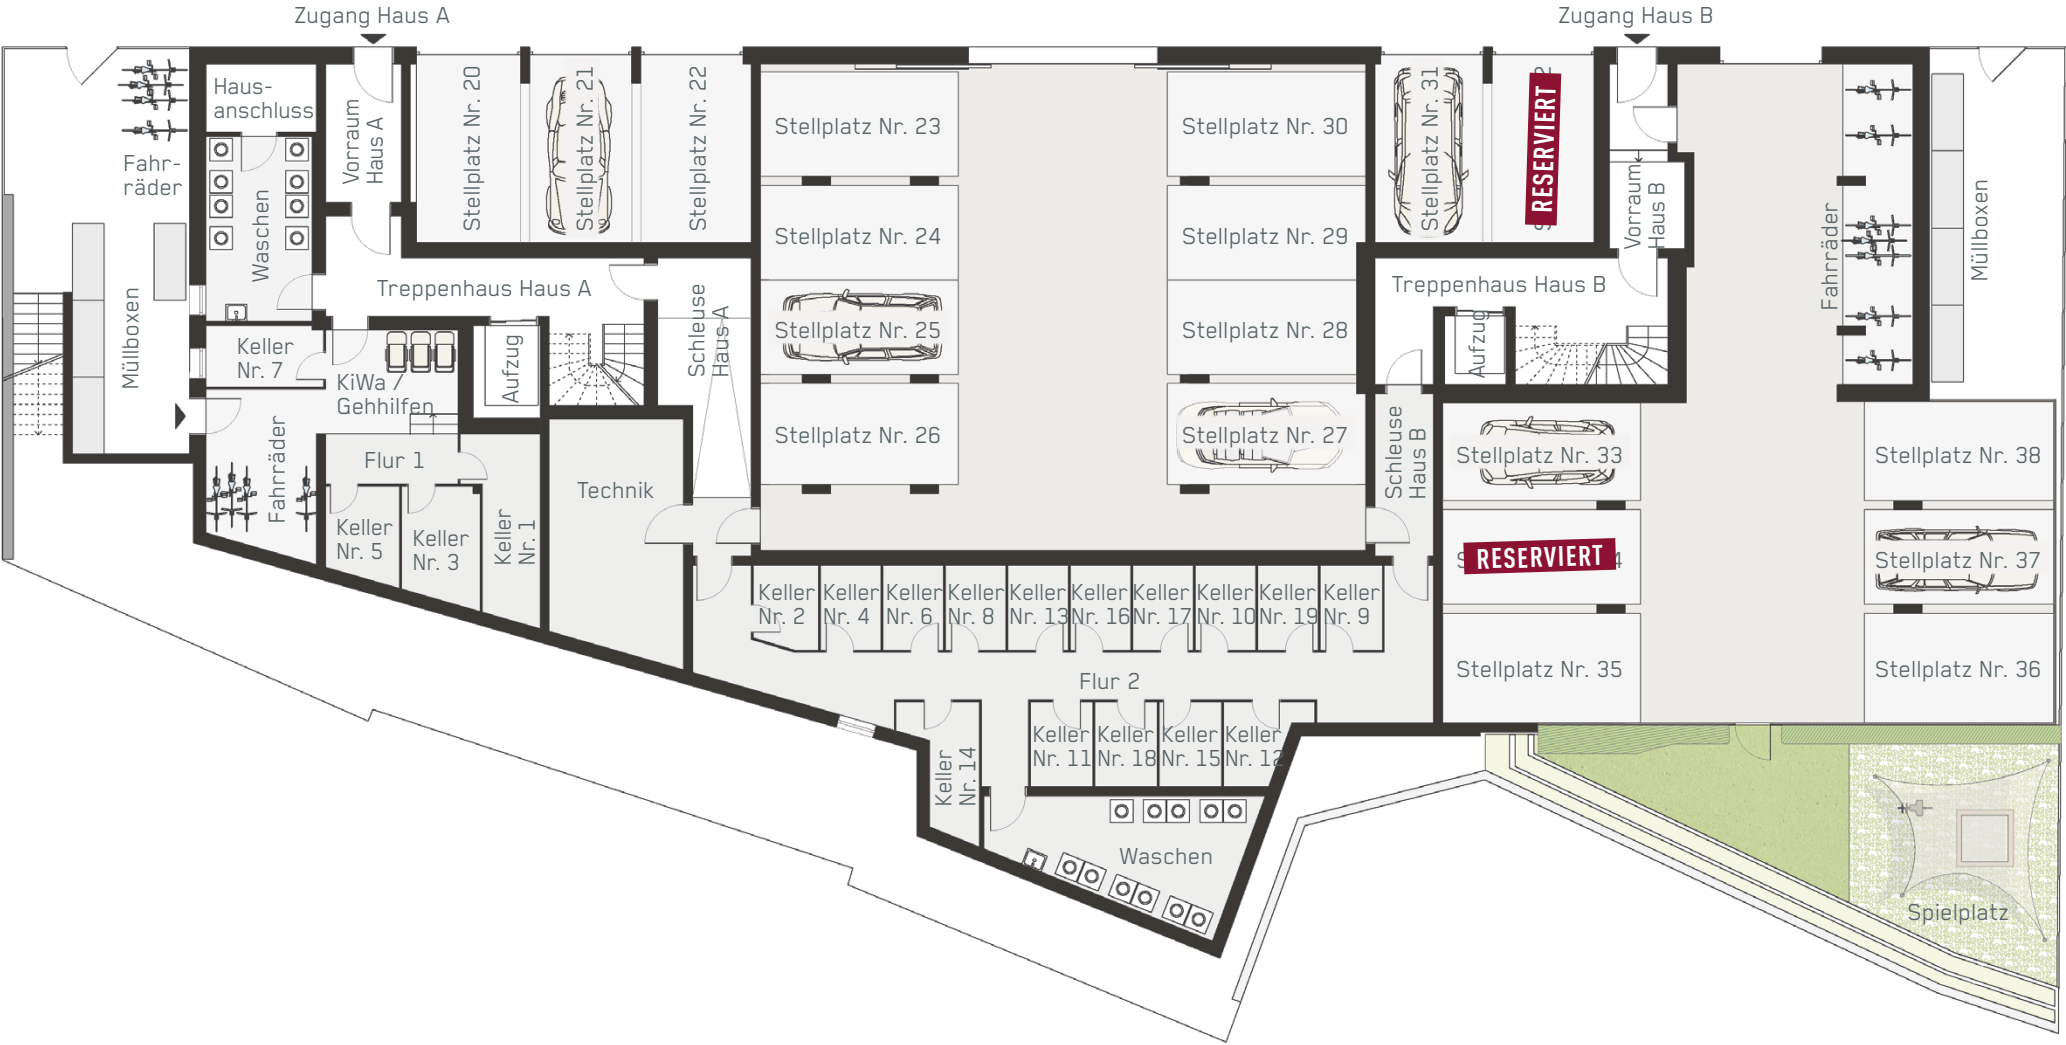 Zugang Haus A
Zugang Haus B
Haus-
anschluss
Vorraum
Haus A
Stellplatz Nr. 20
Stellplatz Nr. 21
Stellplatz Nr. 22
Stellplatz Nr. 23
Stellplatz Nr. 30
Stellplatz Nr. 31
RESERVIERT
Fahr-
räder
Waschen
Stellplatz Nr. 24
Stellplatz Nr. 29
Vorraum
Haus B
Fahrräder
Müllboxen
Müllboxen
Treppenhaus Haus A
Schleuse
Haus A
Treppenhaus Haus B
Keller
Nr. 7
Aufzug
Stellplatz Nr. 25
Stellplatz Nr. 28
Aufzug
KiWa /
Gehhilfen
Stellplatz Nr. 26
Stellplatz Nr. 27
Schleuse
Haus B
Stellplatz Nr. 33
Stellplatz Nr. 38
Fahrräder
Flur 1
Technik
Keller
Nr. 5
Keller
Nr. 3
Keller
Nr. 1
RESERVIERT
Stellplatz Nr. 37
Keller
Nr. 2
Keller
Nr. 4
Keller
Nr. 6
Keller
Nr. 8
Keller
Nr. 13
Keller
Nr. 16
Keller
Nr. 17
Keller
Nr. 10
Keller
Nr. 19
Keller
Nr. 9
Stellplatz Nr. 35
Stellplatz Nr. 36
Flur 2
Keller
Nr. 14
Keller
Nr. 11
Keller
Nr. 18
Keller
Nr. 15
Keller
Nr. 12
Waschen
Spielplatz